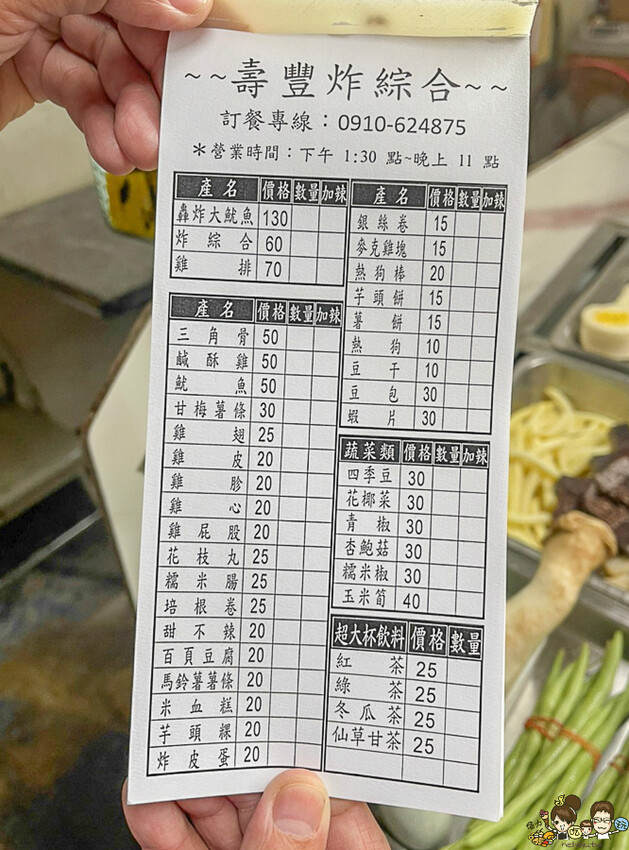 ~~壽豐炸綜合~~
訂餐專線：0910-624875
＊營業時間：下午 1:30 點~晚上 11 點
產名 價格 數量 加辣
轟炸大魷魚 130
炸綜合 60
雞排 70
產名 價格 數量 加辣
三角骨 50
鹹酥雞 50
魷魚 50
甘梅薯條 30
雞翅 25
雞皮 20
雞胗 20
雞心 20
雞屁股 20
花枝丸 25
糯米腸 25
培根卷 25
甜不辣 20
百頁豆腐 20
馬鈴薯薯條 20
米血糕 20
芋頭粿 20
炸皮蛋 20
產名 價格 數量 加辣
銀絲卷 15
麥克雞塊 15
熱狗棒 20
芋頭餅 15
薯餅 15
熱狗 10
豆干 10
豆包 30
蝦片 30
蔬菜類 價格 數量 加辣
四季豆 30
花椰菜 30
青椒 30
杏鮑菇 30
糯米椒 30
玉米筍 40
超大杯飲料 價格 數量
紅茶 25
綠茶 25
冬瓜茶 25
仙草甘茶 25